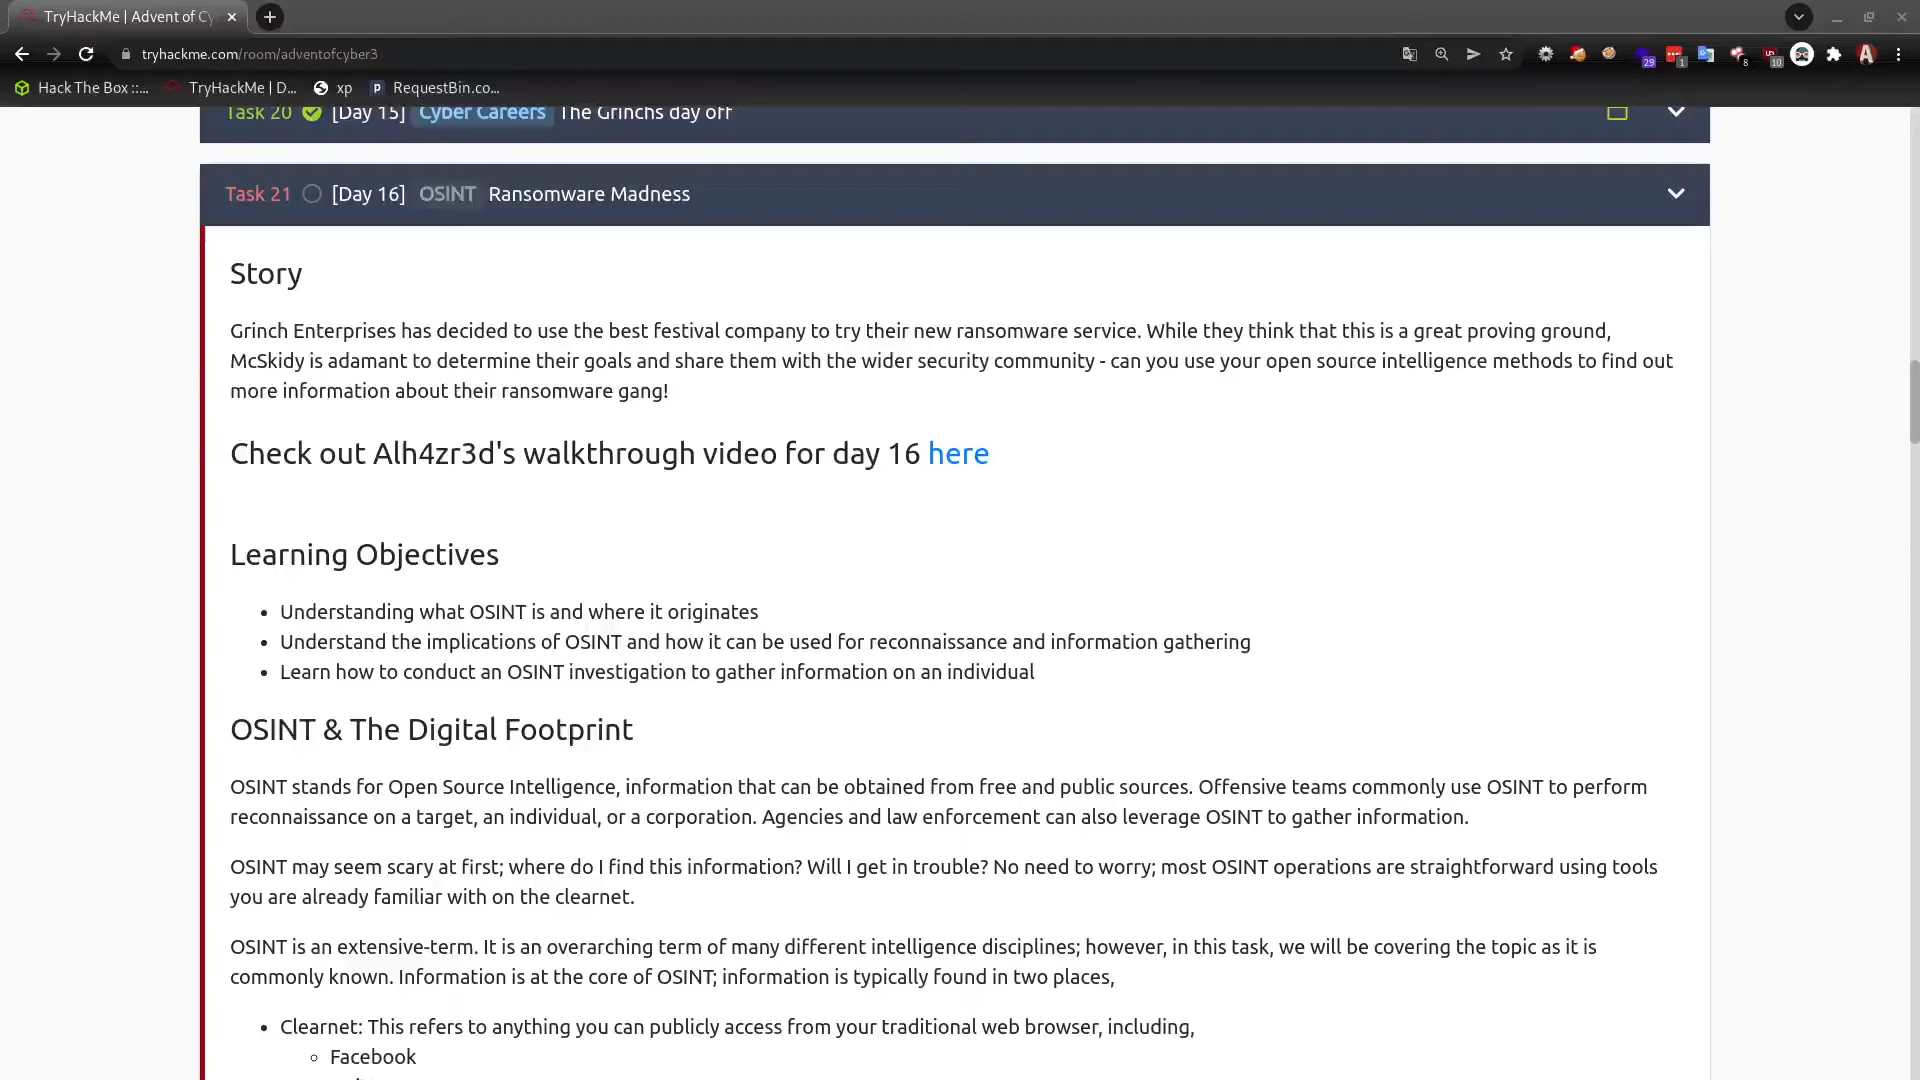 TryHackMe | Advent of Cy
tryhackme.com/room/adventofcyber3
29
1
8
10
Hack The Box ::...
TryHackMe | D...
xp
RequestBin.co...
Task 20 [Day 15] Cyber Careers The Grinchs day off
Task 21 [Day 16] OSINT Ransomware Madness
Story
Grinch Enterprises has decided to use the best festival company to try their new ransomware service. While they think that this is a great proving ground,
McSkidy is adamant to determine their goals and share them with the wider security community - can you use your open source intelligence methods to find out
more information about their ransomware gang!
Check out Alh4zr3d's walkthrough video for day 16 here
Learning Objectives
• Understanding what OSINT is and where it originates
• Understand the implications of OSINT and how it can be used for reconnaissance and information gathering
• Learn how to conduct an OSINT investigation to gather information on an individual
OSINT & The Digital Footprint
OSINT stands for Open Source Intelligence, information that can be obtained from free and public sources. Offensive teams commonly use OSINT to perform
reconnaissance on a target, an individual, or a corporation. Agencies and law enforcement can also leverage OSINT to gather information.
OSINT may seem scary at first; where do I find this information? Will I get in trouble? No need to worry; most OSINT operations are straightforward using tools
you are already familiar with on the clearnet.
OSINT is an extensive-term. It is an overarching term of many different intelligence disciplines; however, in this task, we will be covering the topic as it is
commonly known. Information is at the core of OSINT; information is typically found in two places,
• Clearnet: This refers to anything you can publicly access from your traditional web browser, including,
◦ Facebook